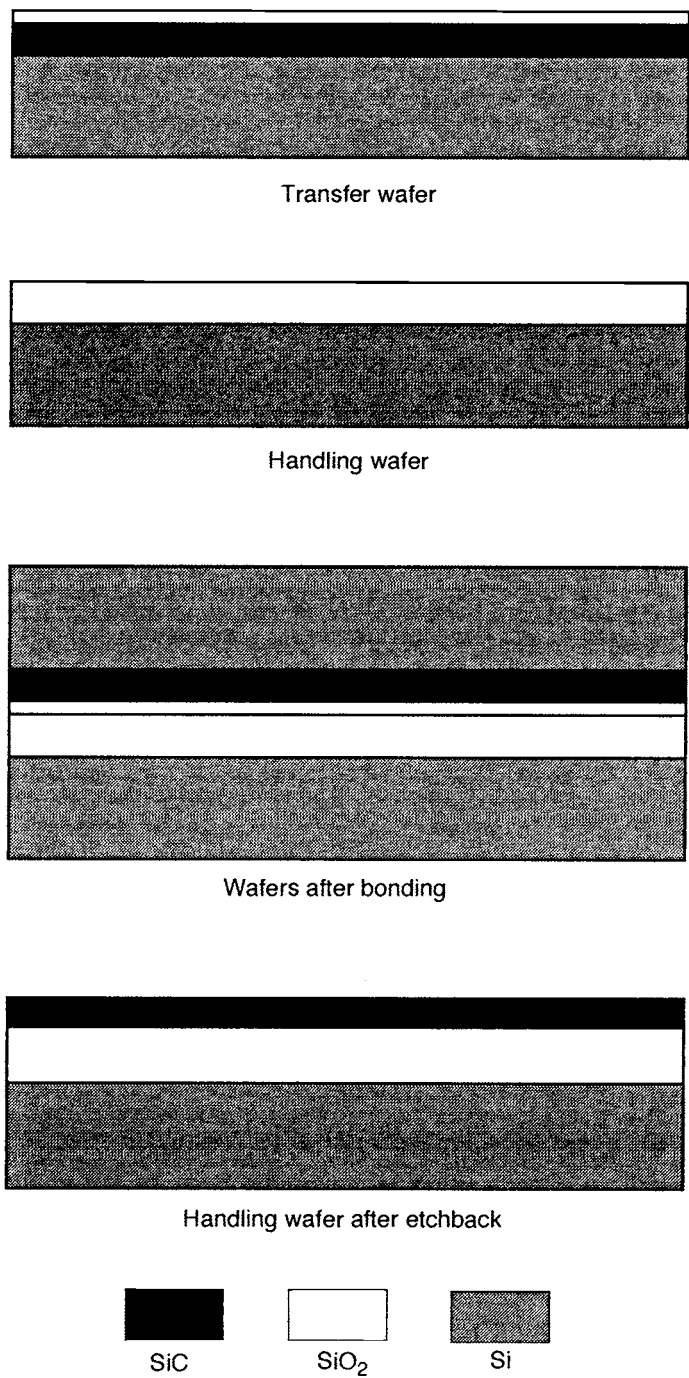 Transfer wafer
Handling wafer
Wafers after bonding
Handling wafer after etchback
SiC
SiO₂
Si